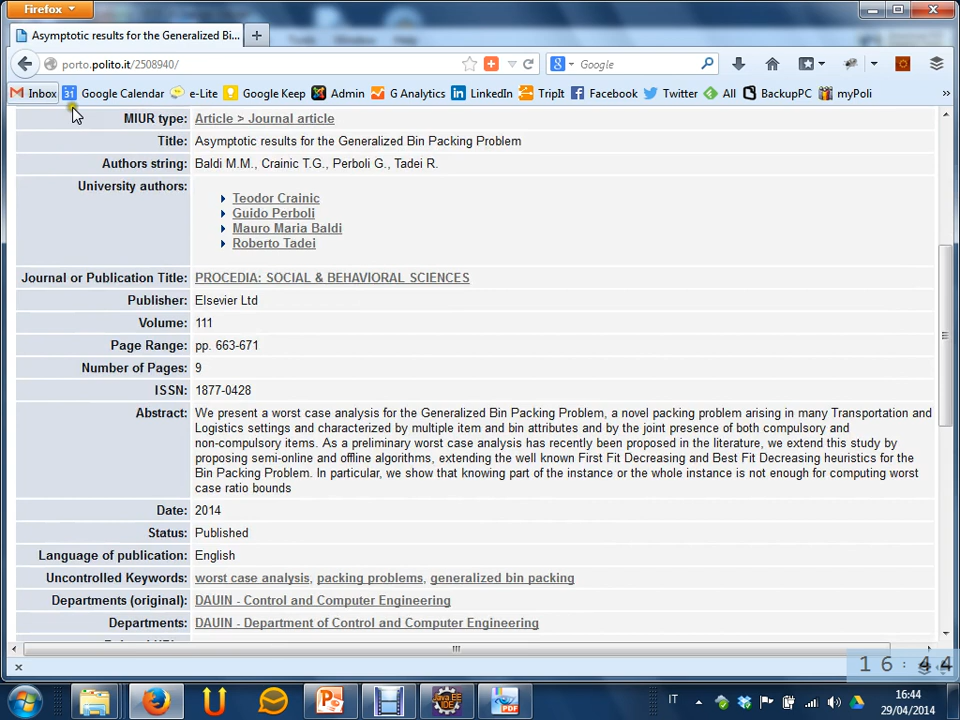 Firefox
Asymptotic results for the Generalized Bi...
porto.polito.it/2508940/
Google
Inbox
31 Google Calendar
e-Lite
Google Keep
Admin
G Analytics
LinkedIn
TripIt
Facebook
Twitter
All
BackupPC
myPoli
MIUR type: Article > Journal article
Title: Asymptotic results for the Generalized Bin Packing Problem
Authors string: Baldi M.M., Crainic T.G., Perboli G., Tadei R.
University authors:
Teodor Crainic
Guido Perboli
Mauro Maria Baldi
Roberto Tadei
Journal or Publication Title: PROCEDIA: SOCIAL & BEHAVIORAL SCIENCES
Publisher: Elsevier Ltd
Volume: 111
Page Range: pp. 663-671
Number of Pages: 9
ISSN: 1877-0428
Abstract: We present a worst case analysis for the Generalized Bin Packing Problem, a novel packing problem arising in many Transportation and
Logistics settings and characterized by multiple item and bin attributes and by the joint presence of both compulsory and
non-compulsory items. As a preliminary worst case analysis has recently been proposed in the literature, we extend this study by
proposing semi-online and offline algorithms, extending the well known First Fit Decreasing and Best Fit Decreasing heuristics for the
Bin Packing Problem. In particular, we show that knowing part of the instance or the whole instance is not enough for computing worst
case ratio bounds
Date: 2014
Status: Published
Language of publication: English
Uncontrolled Keywords: worst case analysis, packing problems, generalized bin packing
Departments (original): DAUIN - Control and Computer Engineering
Departments: DAUIN - Department of Control and Computer Engineering
16:44
Java EE
IDE
PDF
IT
16:44
29/04/2014